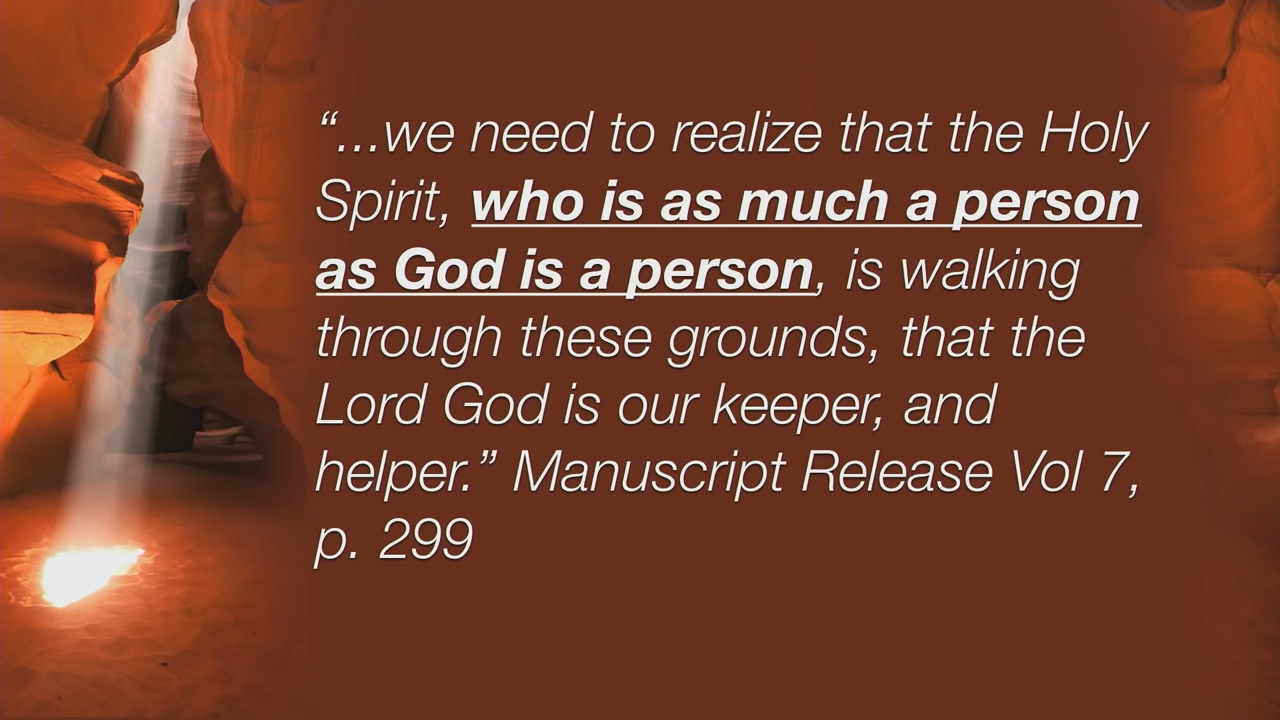 “...we need to realize that the Holy
Spirit, who is as much a person
as God is a person, is walking
through these grounds, that the
Lord God is our keeper, and
helper.” Manuscript Release Vol 7,
p. 299